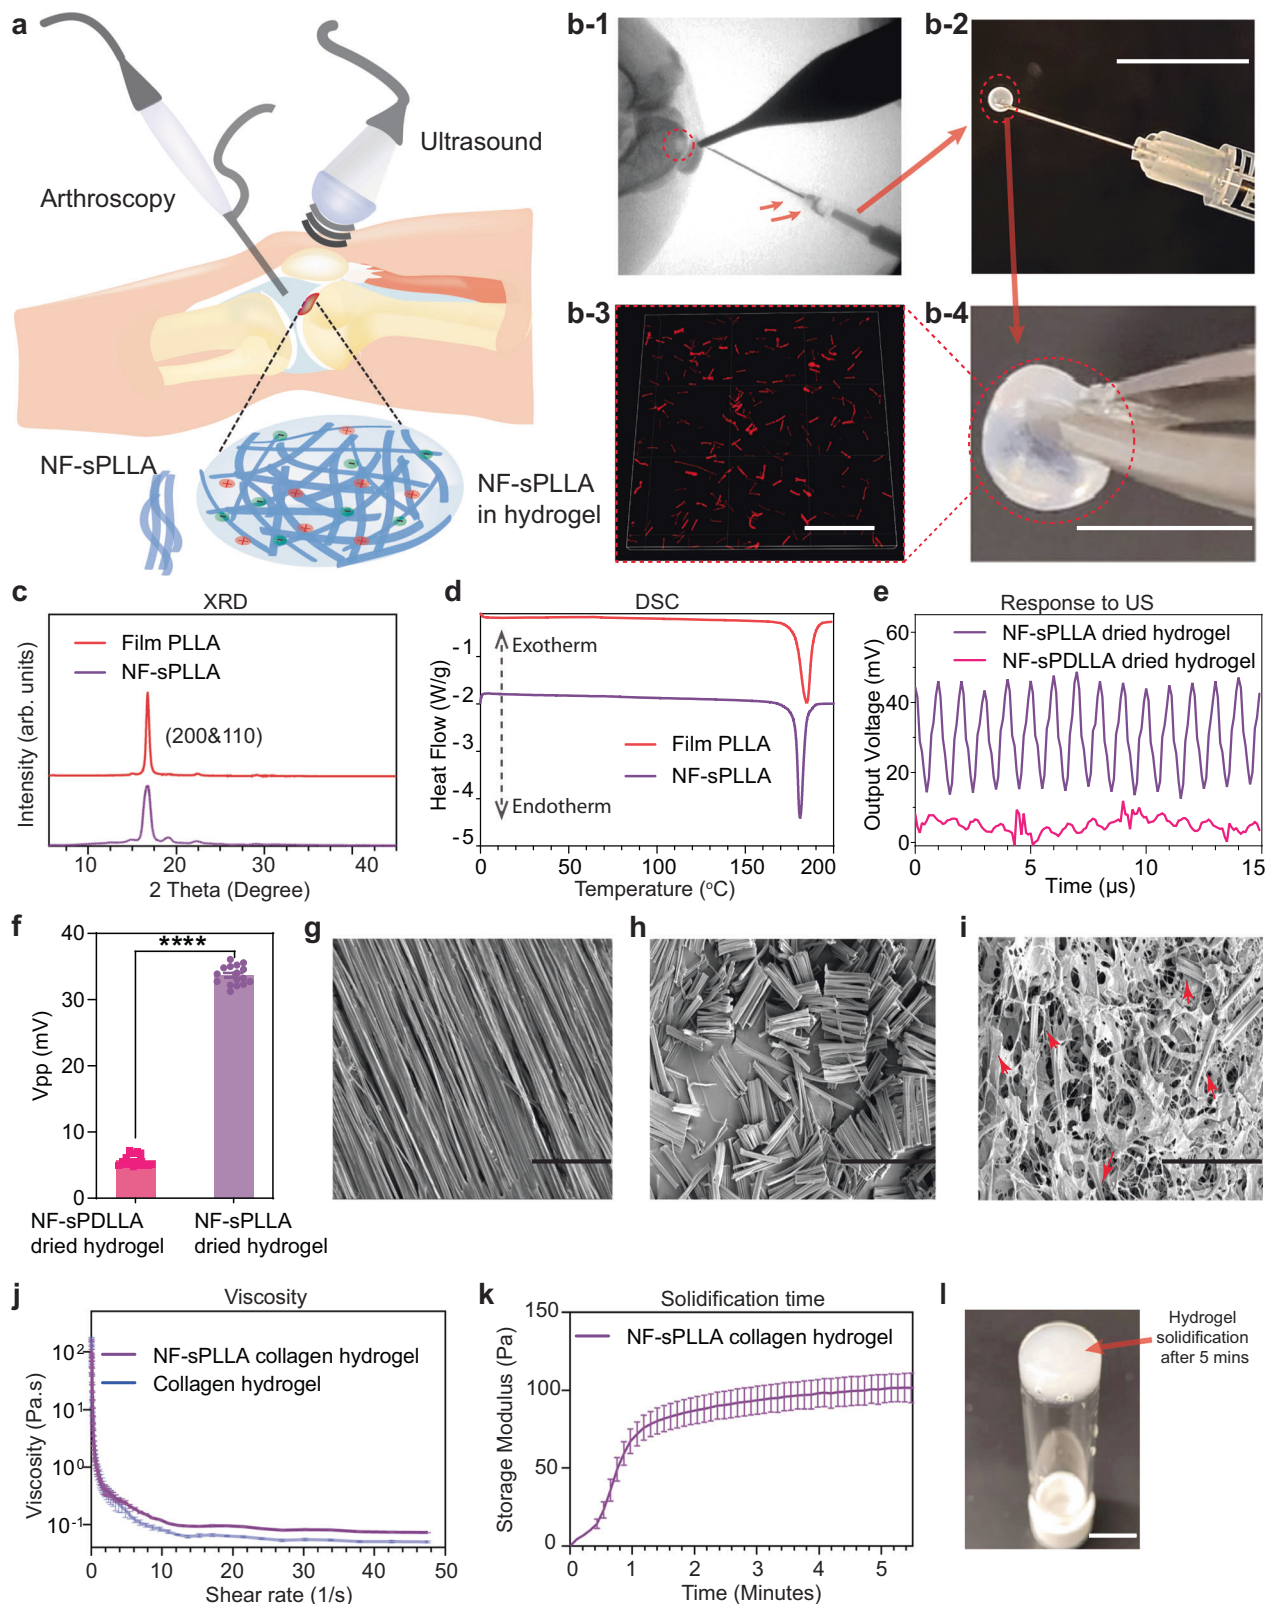 a
Arthroscopy
Ultrasound
NF-sPLLA
NF-sPLLA
in hydrogel
b-1
b-2
b-3
b-4
c
XRD
Film PLLA
NF-sPLLA
(200&110)
Intensity (arb. units)
10
20
30
40
2 Theta (Degree)
d
DSC
Exotherm
Endotherm
Film PLLA
NF-sPLLA
Heat Flow (W/g)
-1
-2
-3
-4
-5
0
50
100
150
200
Temperature (ºC)
e
Response to US
NF-sPLLA dried hydrogel
NF-sPDLLA dried hydrogel
Output Voltage (mV)
60
40
20
0
0
5
10
15
Time (µs)
f
****
Vpp (mV)
40
30
20
10
0
NF-sPDLLA
dried hydrogel
NF-sPLLA
dried hydrogel
g
h
i
j
Viscosity
NF-sPLLA collagen hydrogel
Collagen hydrogel
Viscosity (Pa.s)
10²
10¹
10⁰
10⁻¹
0
10
20
30
40
50
Shear rate (1/s)
k
Solidification time
NF-sPLLA collagen hydrogel
Storage Modulus (Pa)
150
100
50
0
0
1
2
3
4
5
Time (Minutes)
l
Hydrogel
solidification
after 5 mins